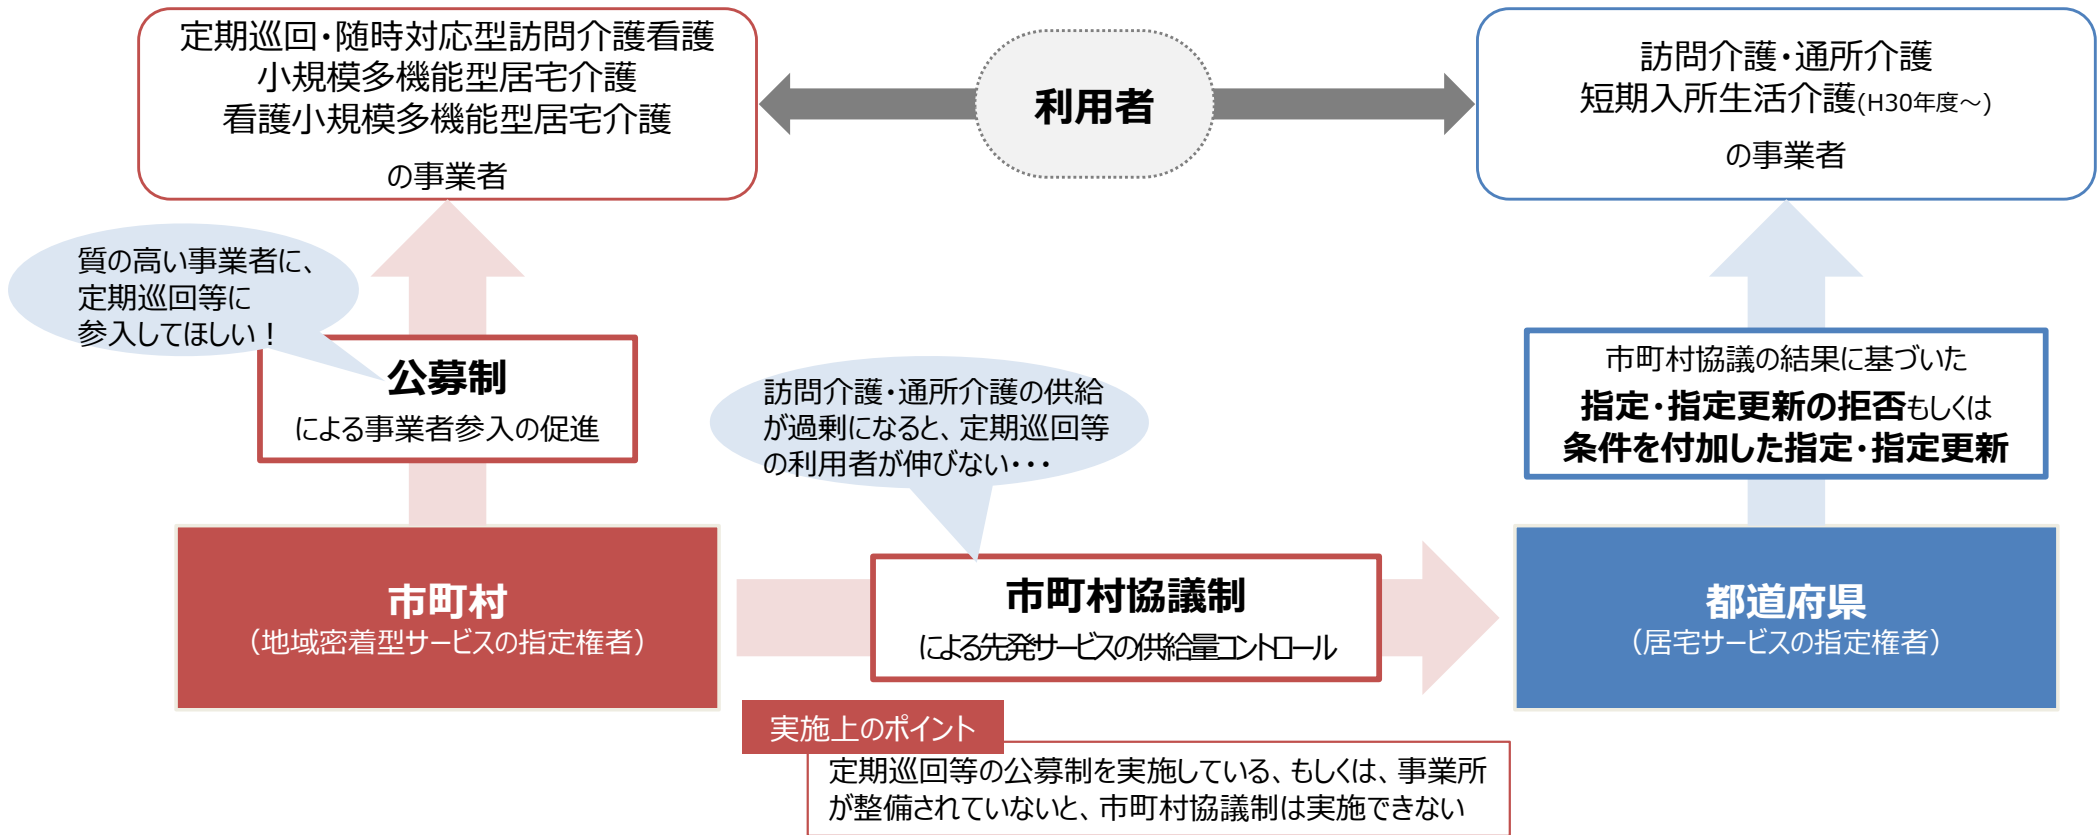 定期巡回・随時対応型訪問介護看護
小規模多機能型居宅介護
看護小規模多機能型居宅介護
の事業者
利用者
訪問介護・通所介護
短期入所生活介護(H30年度～)
の事業者
質の高い事業者に、
定期巡回等に
参入してほしい！
公募制
による事業者参入の促進
訪問介護・通所介護の供給
が過剰になると、定期巡回等
の利用者が伸びない・・・
市町村協議の結果に基づいた
指定・指定更新の拒否もしくは
条件を付加した指定・指定更新
市町村
（地域密着型サービスの指定権者）
市町村協議制
による先発サービスの供給量コントロール
都道府県
（居宅サービスの指定権者）
実施上のポイント
定期巡回等の公募制を実施している、もしくは、事業所
が整備されていないと、市町村協議制は実施できない